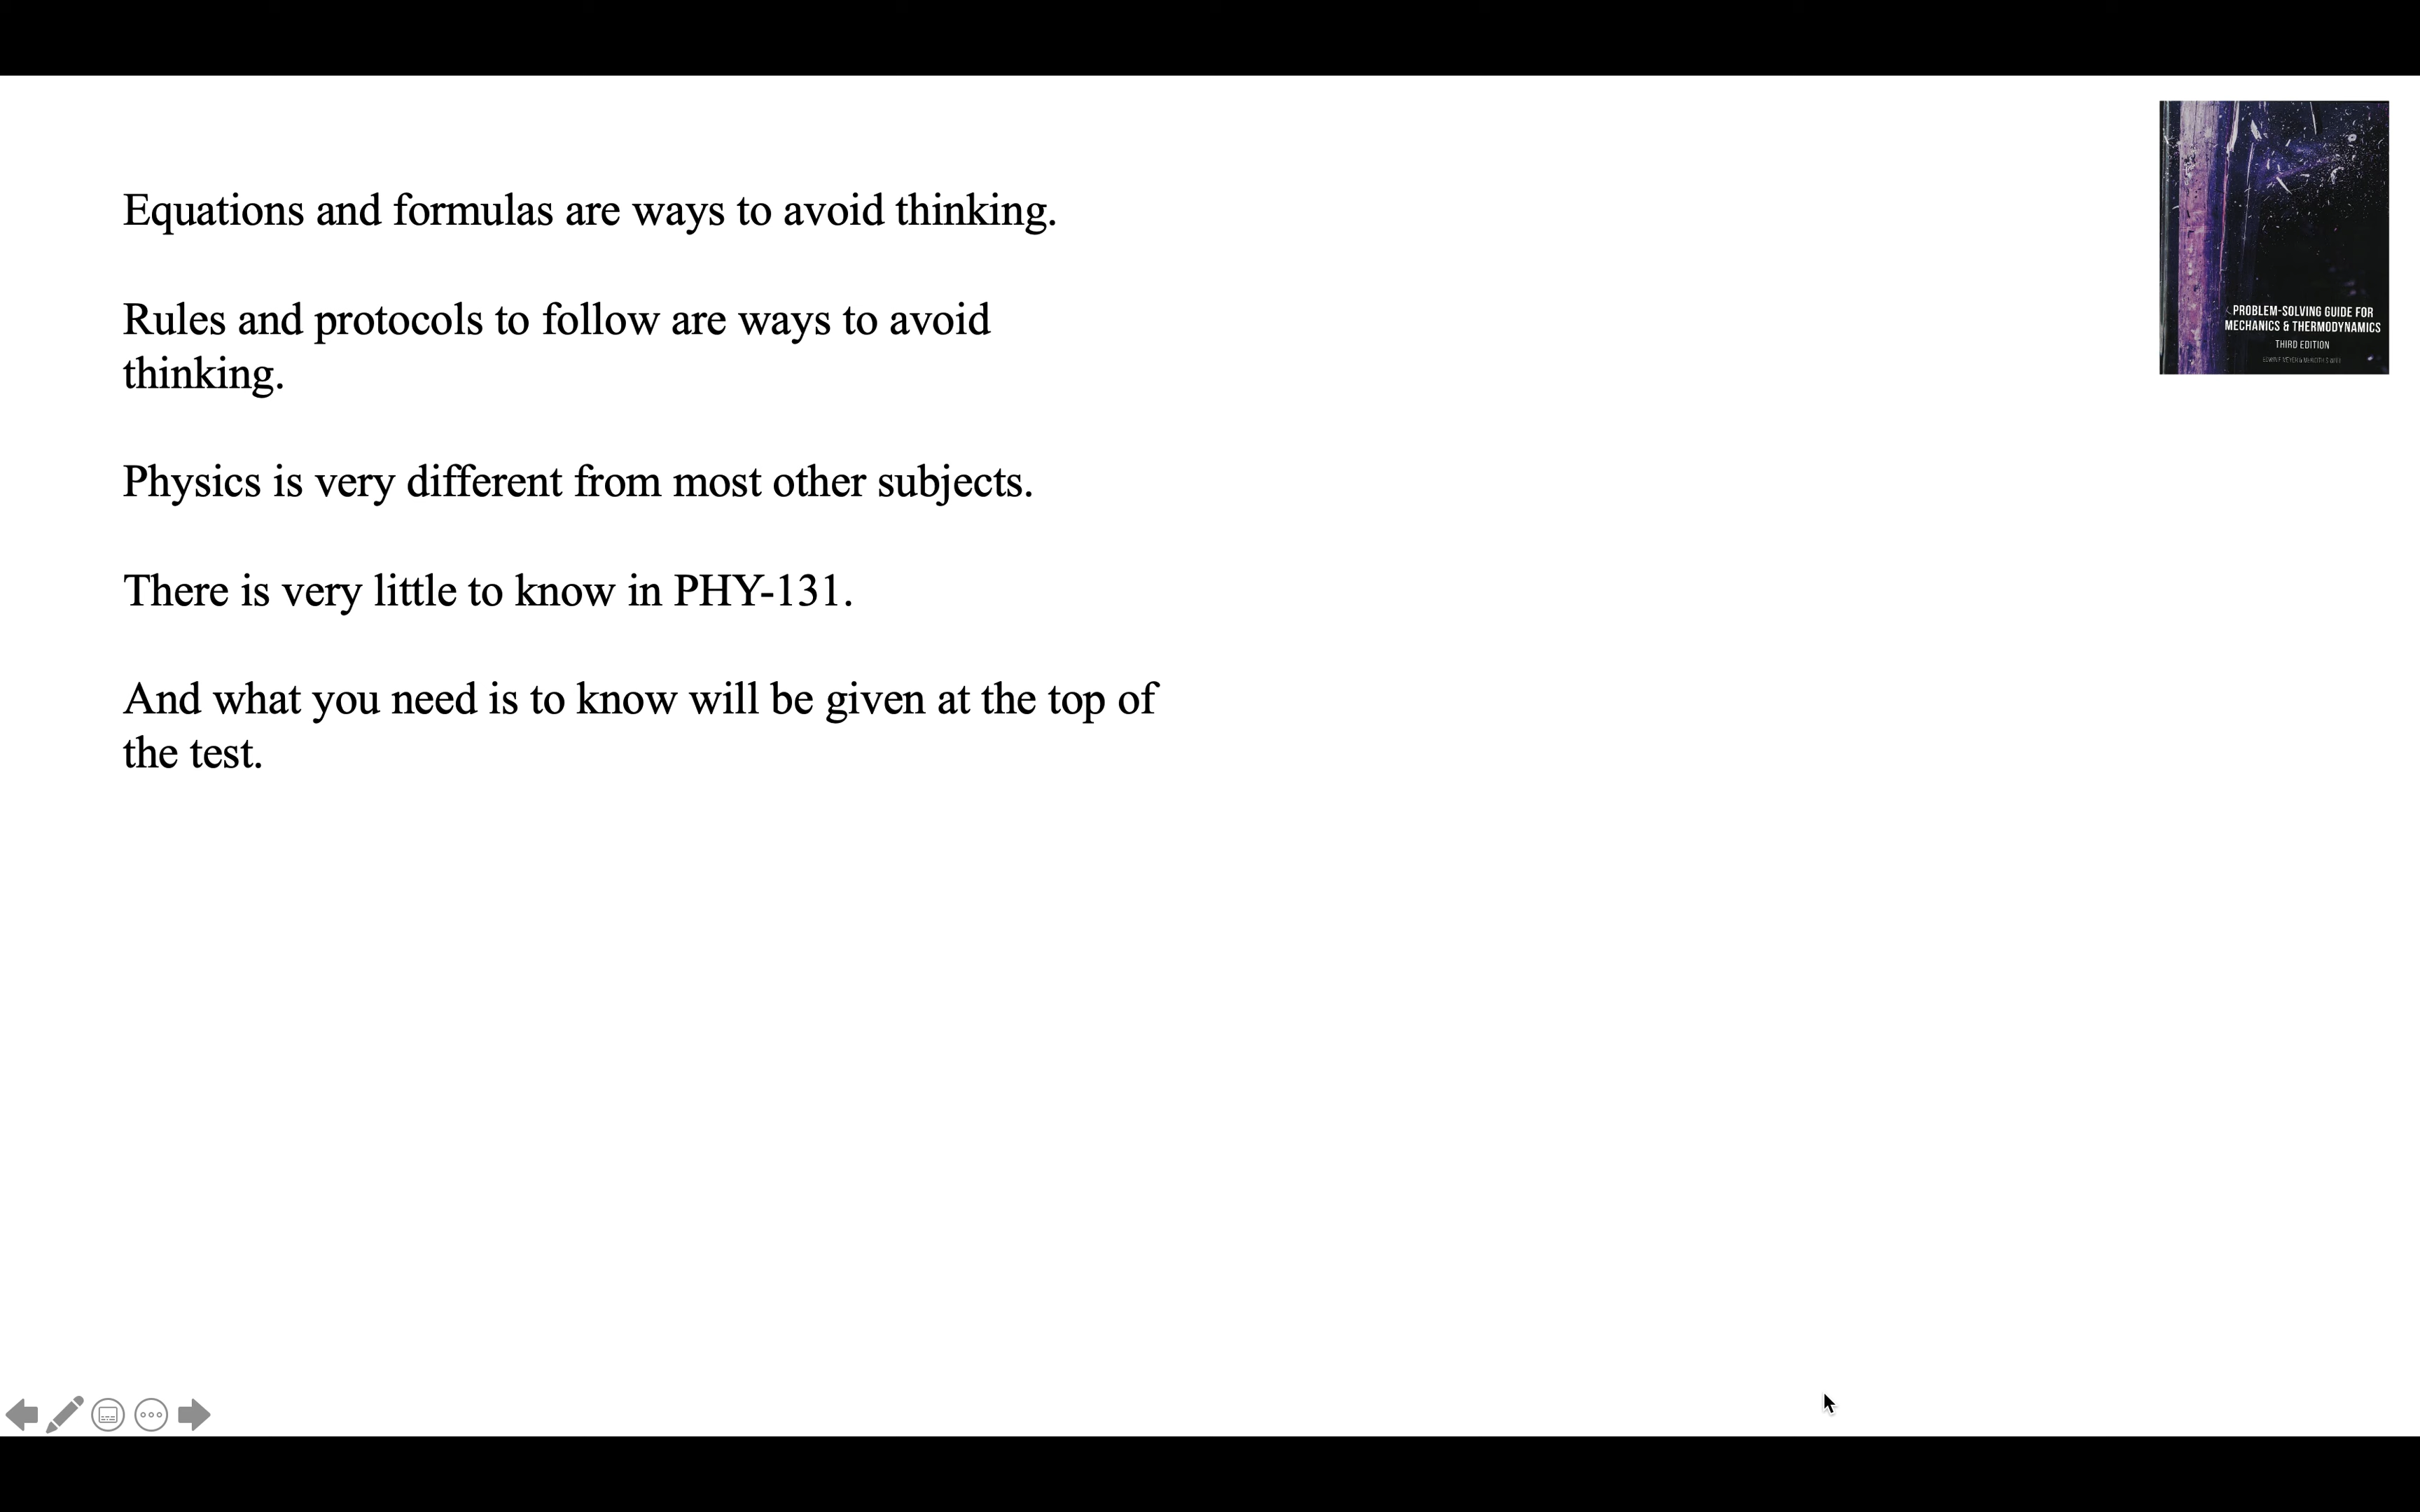 Equations and formulas are ways to avoid thinking.
Rules and protocols to follow are ways to avoid
thinking.
Physics is very different from most other subjects.
There is very little to know in PHY-131.
And what you need is to know will be given at the top of
the test.
PROBLEM-SOLVING GUIDE FOR
MECHANICS & THERMODYNAMICS
THIRD EDITION